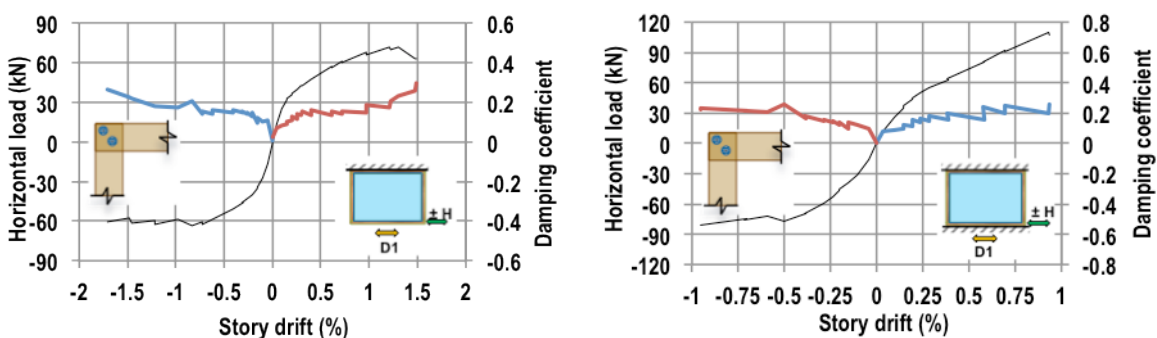 90
60
30
0
-30
-60
-90
Horizontal load (kN)
0.6
0.4
0.2
0
-0.2
-0.4
-0.6
Damping coefficient
± H
D1
-2 -1.5 -1 -0.5 0 0.5 1 1.5 2
Story drift (%)
120
90
60
30
0
-30
-60
-90
-120
Horizontal load (kN)
0.8
0.6
0.4
0.2
0
-0.2
-0.4
-0.6
-0.8
Damping coefficient
± H
D1
-1 -0.75 -0.5 -0.25 0 0.25 0.5 0.75 1
Story drift (%)